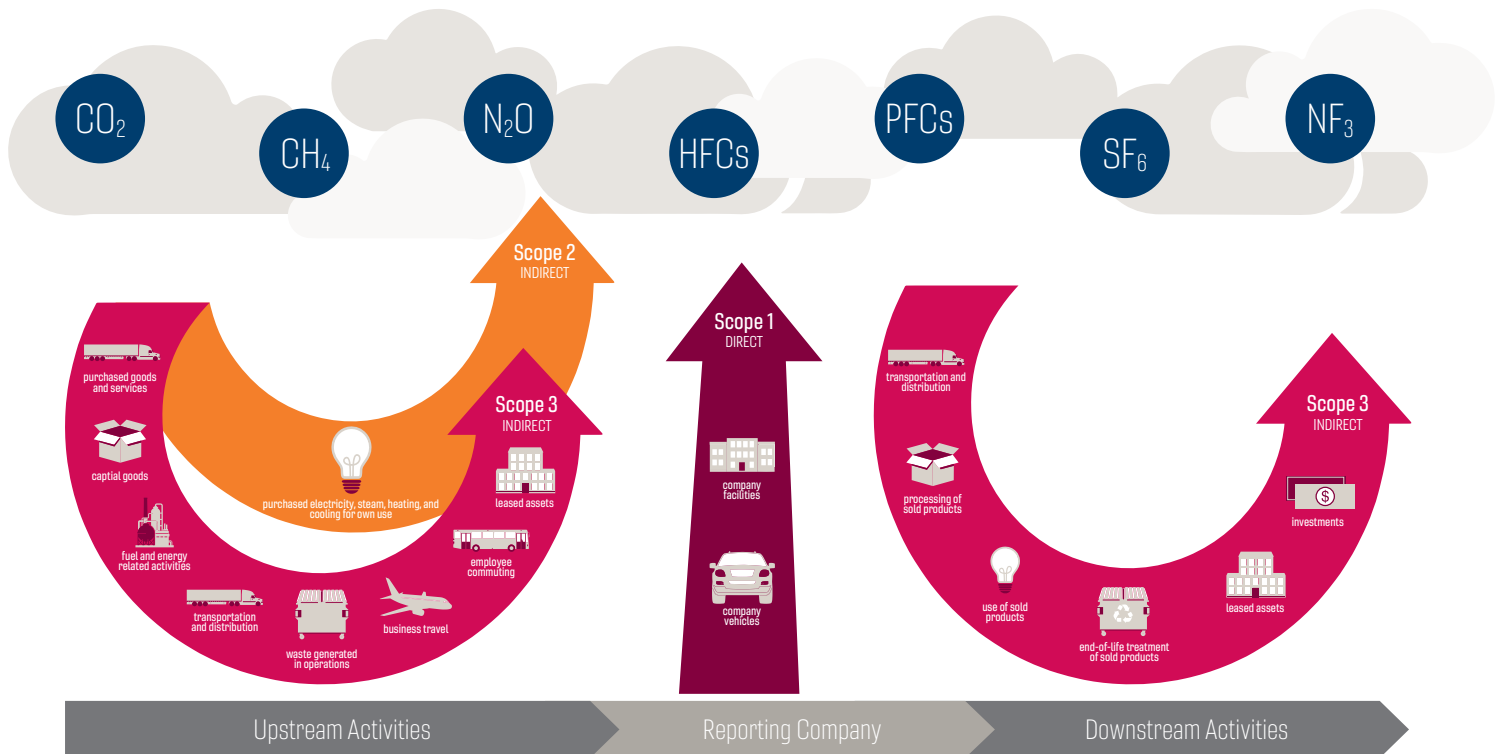 CO₂
CH₄
N₂O
HFCs
PFCs
SF₆
NF₃
Scope 2
INDIRECT
purchased electricity, steam, heating, and
cooling for own use
purchased goods
and services
captial goods
fuel and energy
related activities
transportation
and distribution
waste generated
in operations
business travel
employee
commuting
leased assets
Scope 3
INDIRECT
Scope 1
DIRECT
company
facilities
company
vehicles
transportation and
distribution
processing of
sold products
use of sold
products
end-of-life treatment
of sold products
leased assets
investments
$
Scope 3
INDIRECT
Upstream Activities
Reporting Company
Downstream Activities